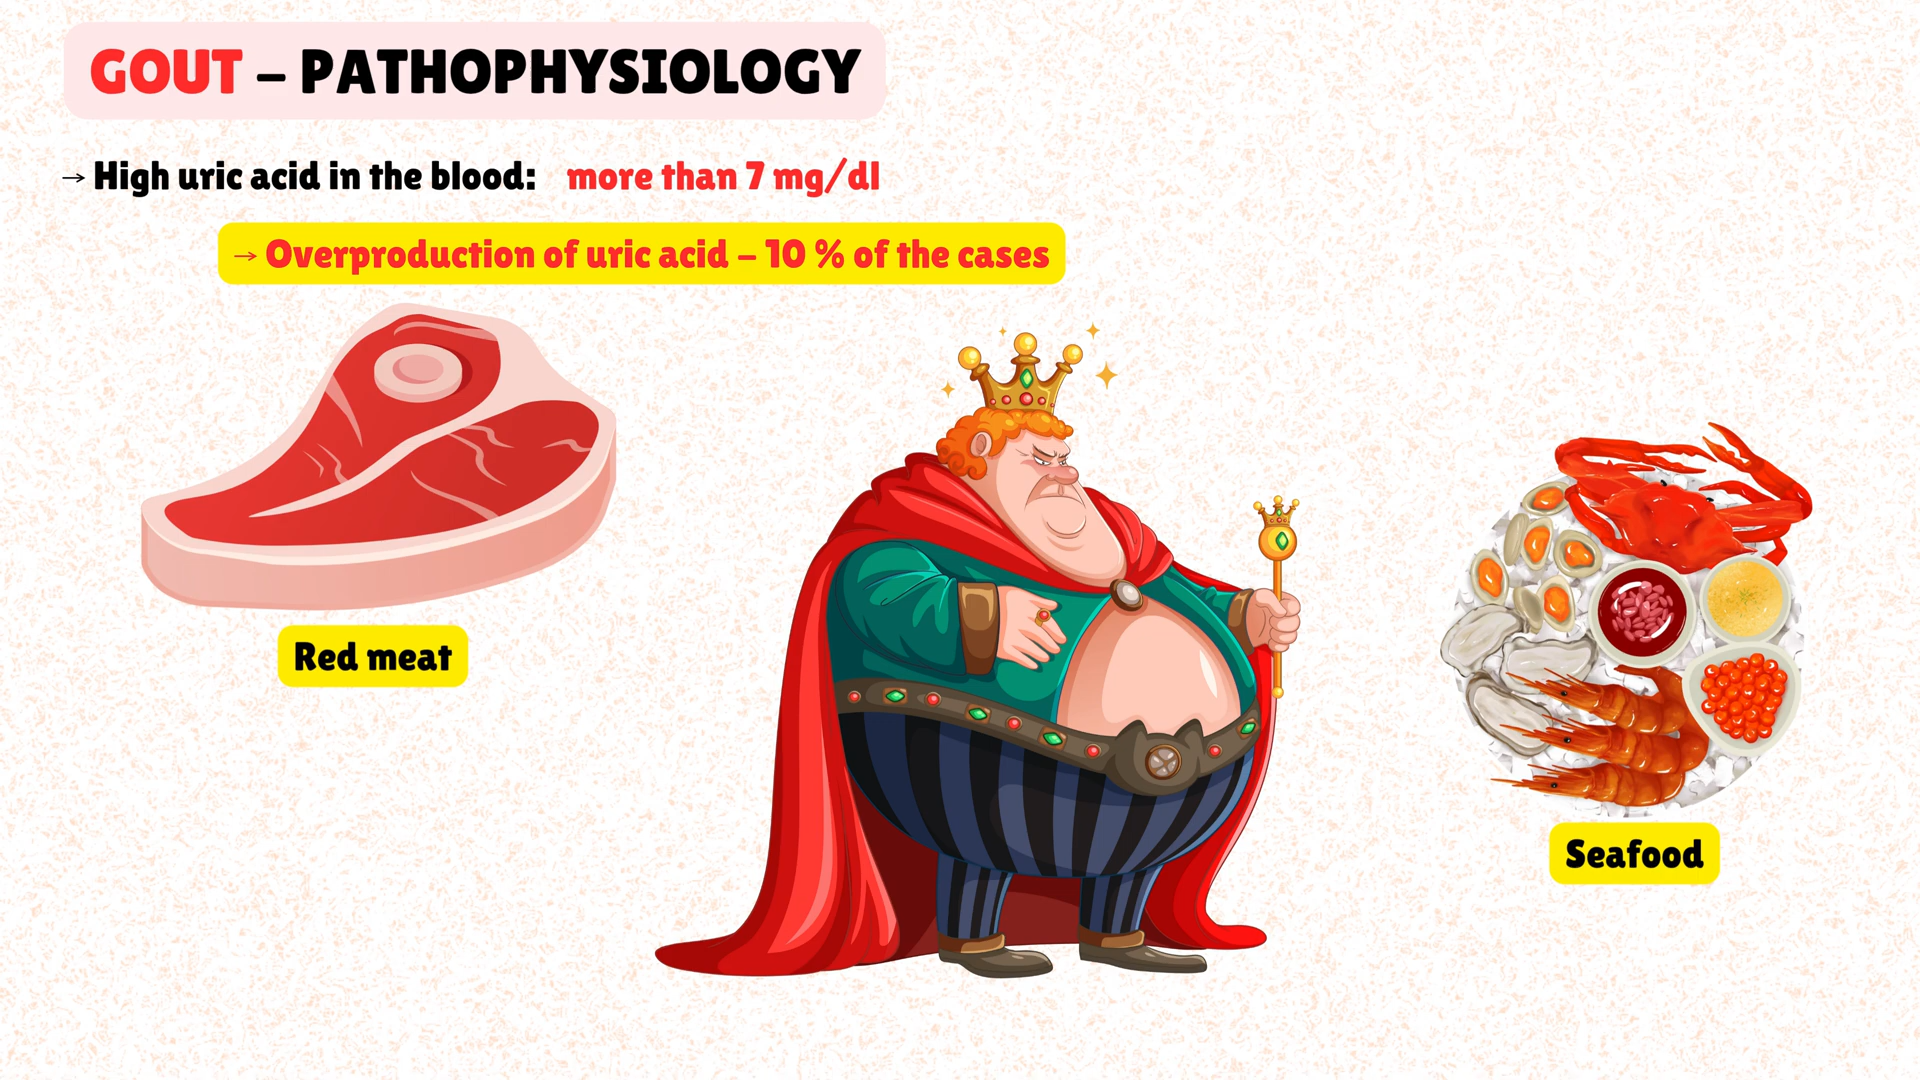 GOUT – PATHOPHYSIOLOGY
→ High uric acid in the blood: more than 7 mg/dl
→ Overproduction of uric acid – 10 % of the cases
Red meat
Seafood